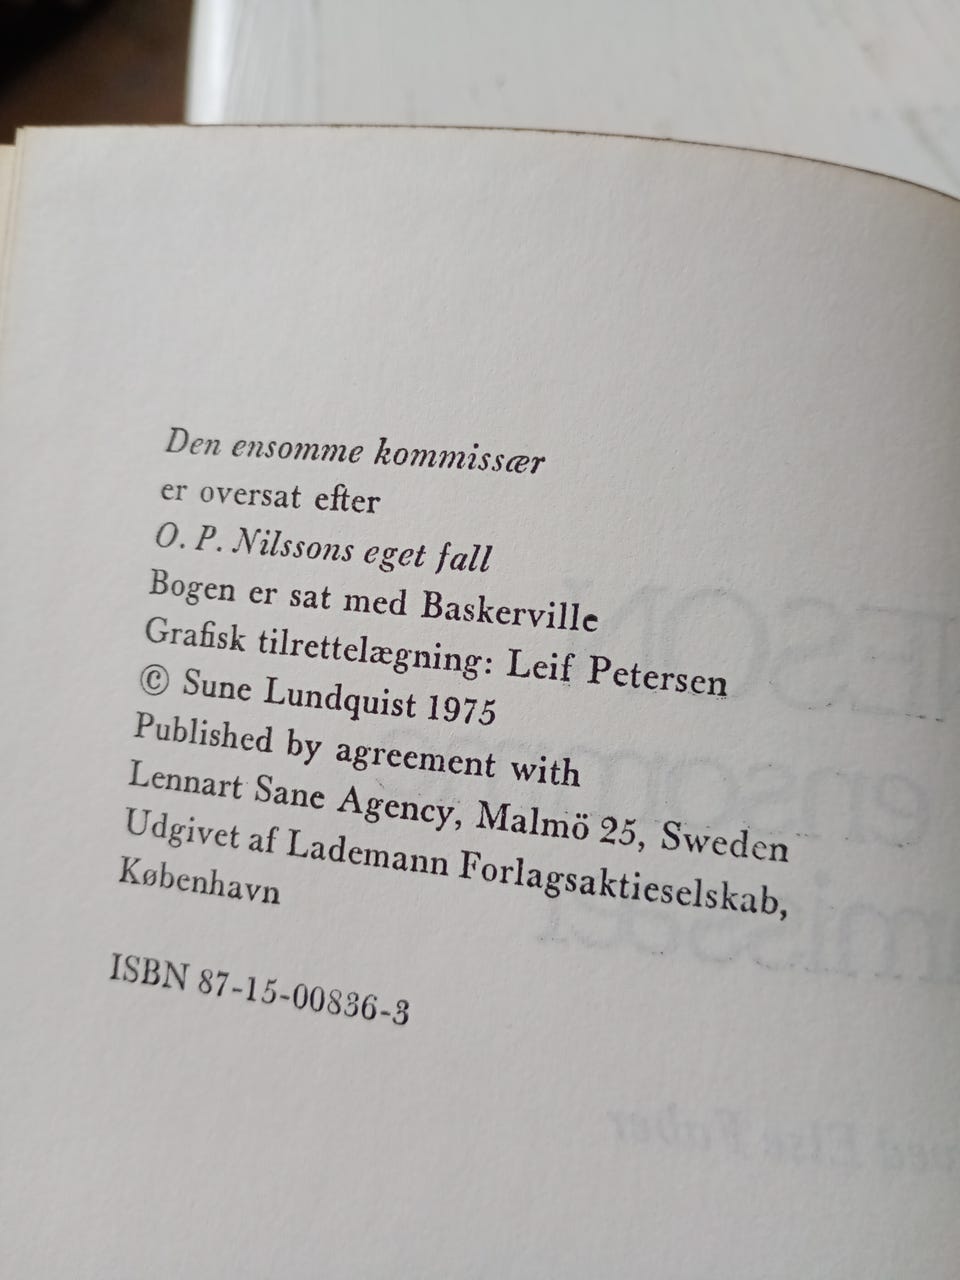 Den ensomme kommissær
er oversat efter
O. P. Nilssons eget fall
Bogen er sat med Baskerville
Grafisk tilrettelægning: Leif Petersen
© Sune Lundquist 1975
Published by agreement with
Lennart Sane Agency, Malmö 25, Sweden
Udgivet af Lademann Forlagsaktieselskab,
København
ISBN 87-15-00836-3